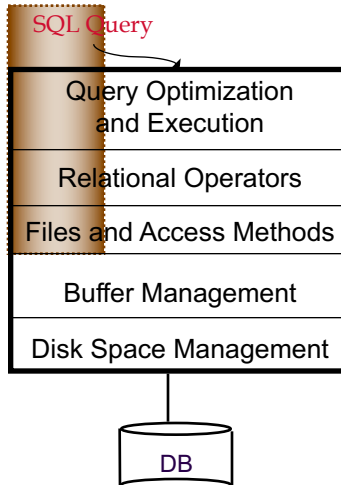 SQL Query
Query Optimization
and Execution
Relational Operators
Files and Access Methods
Buffer Management
Disk Space Management
DB